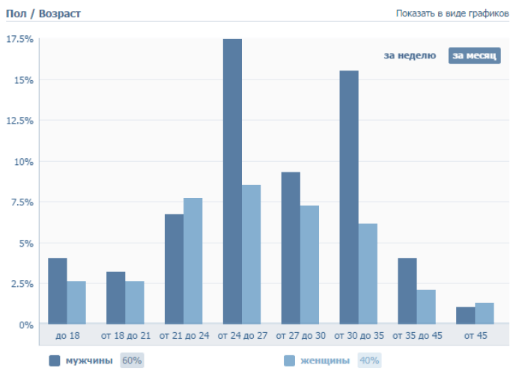 Пол / Возраст
Показать в виде графиков
17.5%
за неделю за месяц
15%
12.5%
10%
7.5%
5%
2.5%
0%
до 18 от 18 до 21 от 21 до 24 от 24 до 27 от 27 до 30 от 30 до 35 от 35 до 45 от 45
мужчины 60% женщины 40%